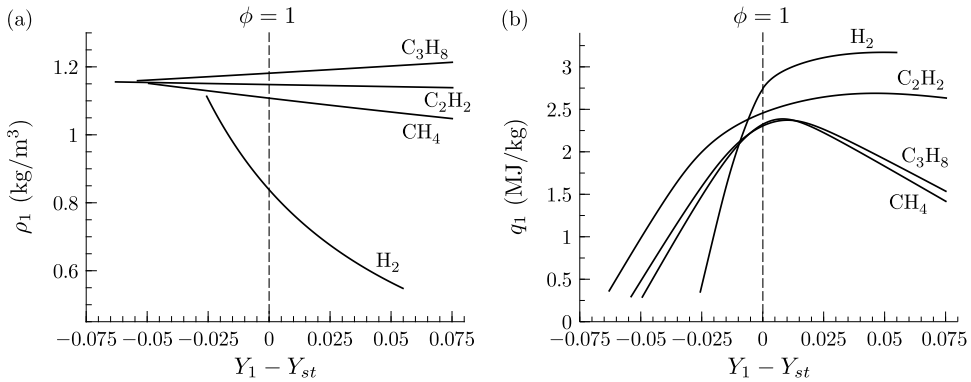 (a)
ϕ = 1
ρ1 (kg/m³)
1.2
1
0.8
0.6
C3H8
C2H2
CH4
H2
−0.075 −0.05 −0.025 0 0.025 0.05 0.075
Y1 − Yst
(b)
ϕ = 1
q1 (MJ/kg)
3
2.5
2
1.5
1
0.5
0
H2
C2H2
C3H8
CH4
−0.075 −0.05 −0.025 0 0.025 0.05 0.075
Y1 − Yst